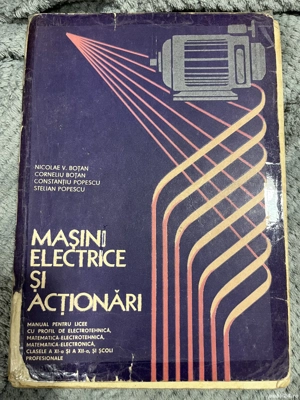 NICOLAE V. BOȚAN
CORNELIU BOȚAN
CONSTANȚIU POPESCU
STELIAN POPESCU
MAȘINI
ELECTRICE
ȘI
ACȚIONĂRI
MANUAL PENTRU LICEE
CU PROFIL DE ELECTROTEHNICĂ,
MATEMATICĂ-ELECTROTEHNICĂ,
MATEMATICĂ-ELECTRONICĂ,
CLASELE A XI-a ȘI A XII-a, ȘI ȘCOLI
PROFESIONALE